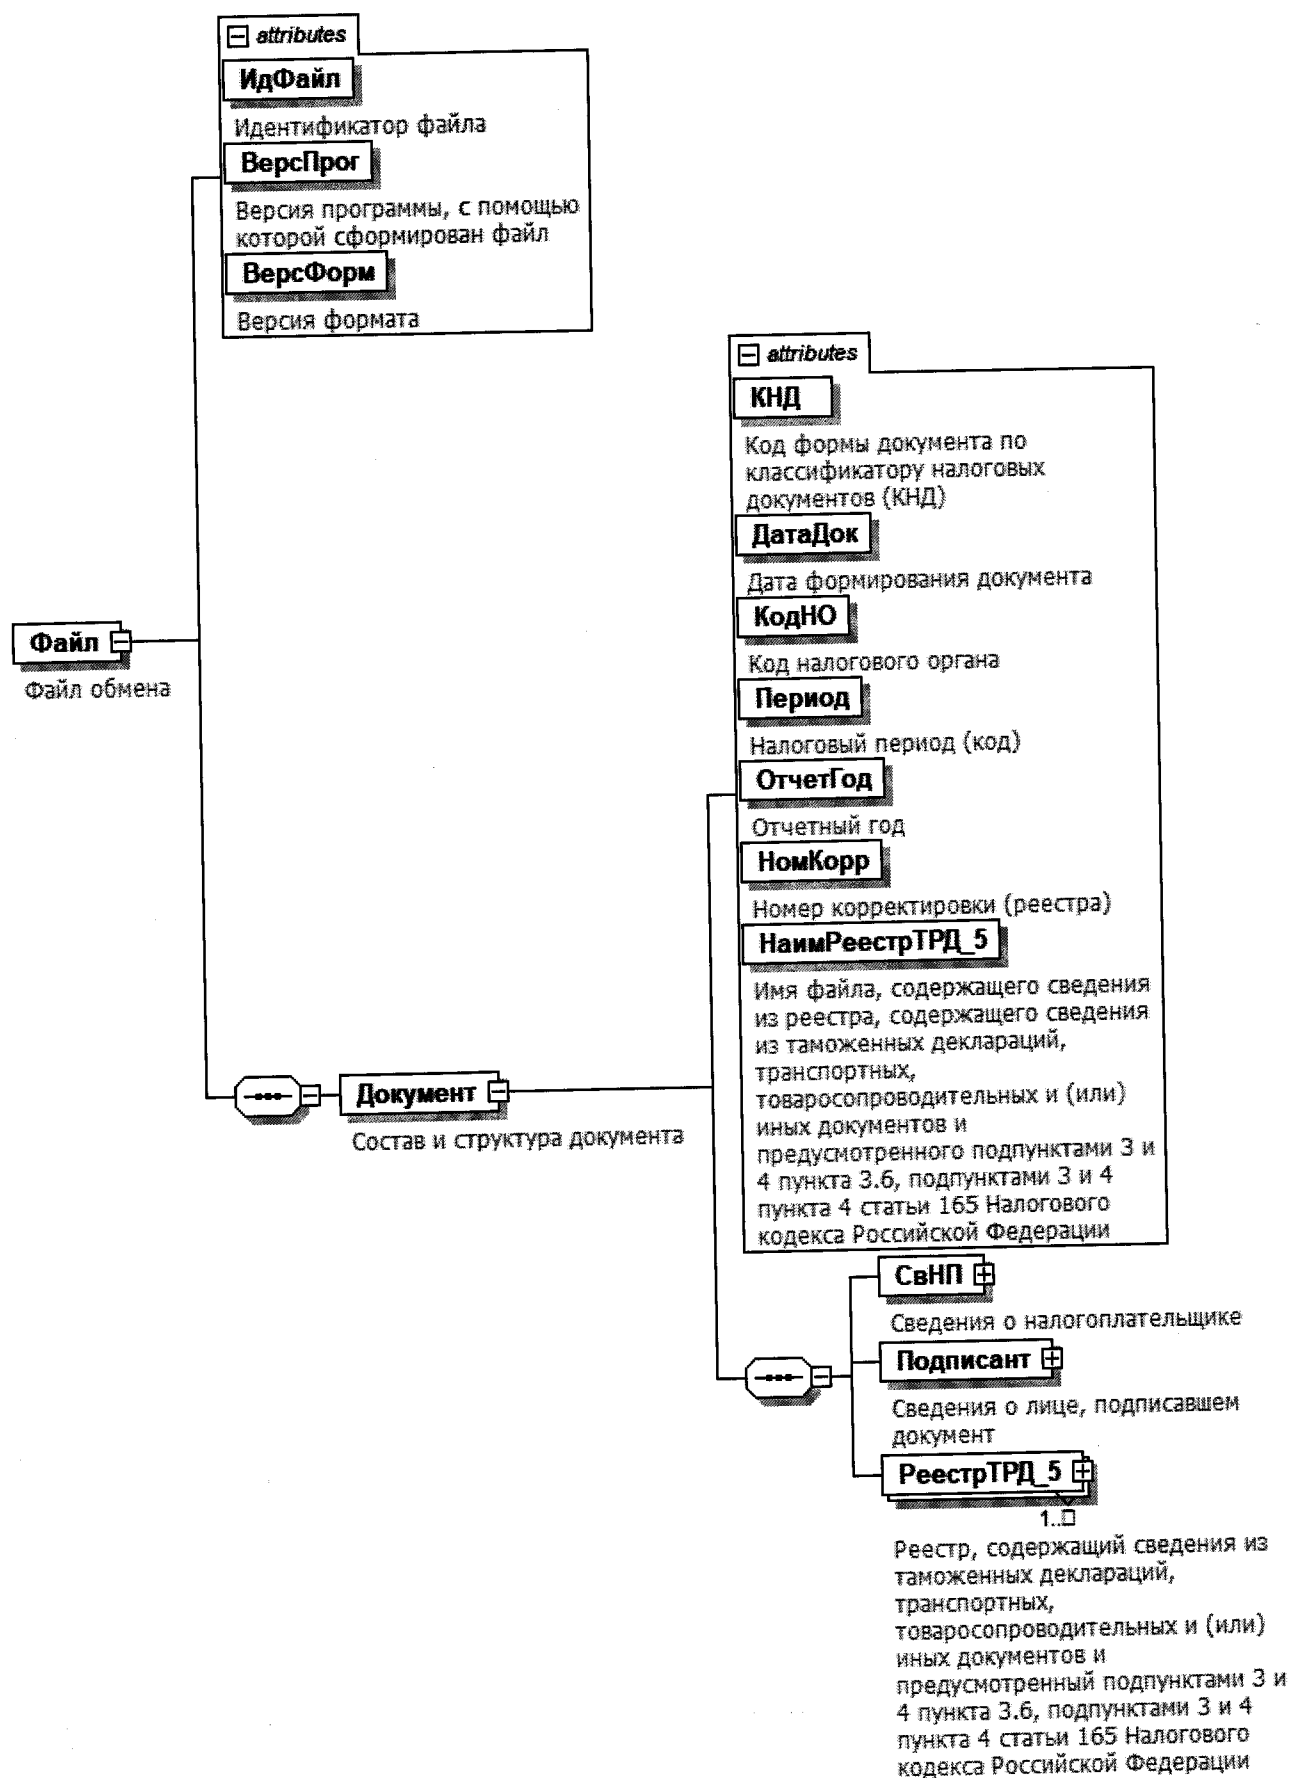 attributes
ИдФайл
Идентификатор файла
ВерсПрог
Версия программы, с помощью
которой сформирован файл
ВерсФорм
Версия формата
attributes
КНД
Код формы документа по
классификатору налоговых
документов (КНД)
ДатаДок
Дата формирования документа
КодНО
Код налогового органа
Период
Налоговый период (код)
ОтчетГод
Отчетный год
НомКорр
Номер корректировки (реестра)
НаимРеестрТРД_5
Имя файла, содержащего сведения
из реестра, содержащего сведения
из таможенных деклараций,
транспортных,
товаросопроводительных и (или)
иных документов и
предусмотренного подпунктами 3 и
4 пункта 3.6, подпунктами 3 и 4
пункта 4 статьи 165 Налогового
кодекса Российской Федерации
Файл
Файл обмена
Документ
Состав и структура документа
СвНП
Сведения о налогоплательщике
Подписант
Сведения о лице, подписавшем
документ
РеестрТРД_5
1..□
Реестр, содержащий сведения из
таможенных деклараций,
транспортных,
товаросопроводительных и (или)
иных документов и
предусмотренный подпунктами 3 и
4 пункта 3.6, подпунктами 3 и 4
пункта 4 статьи 165 Налогового
кодекса Российской Федерации